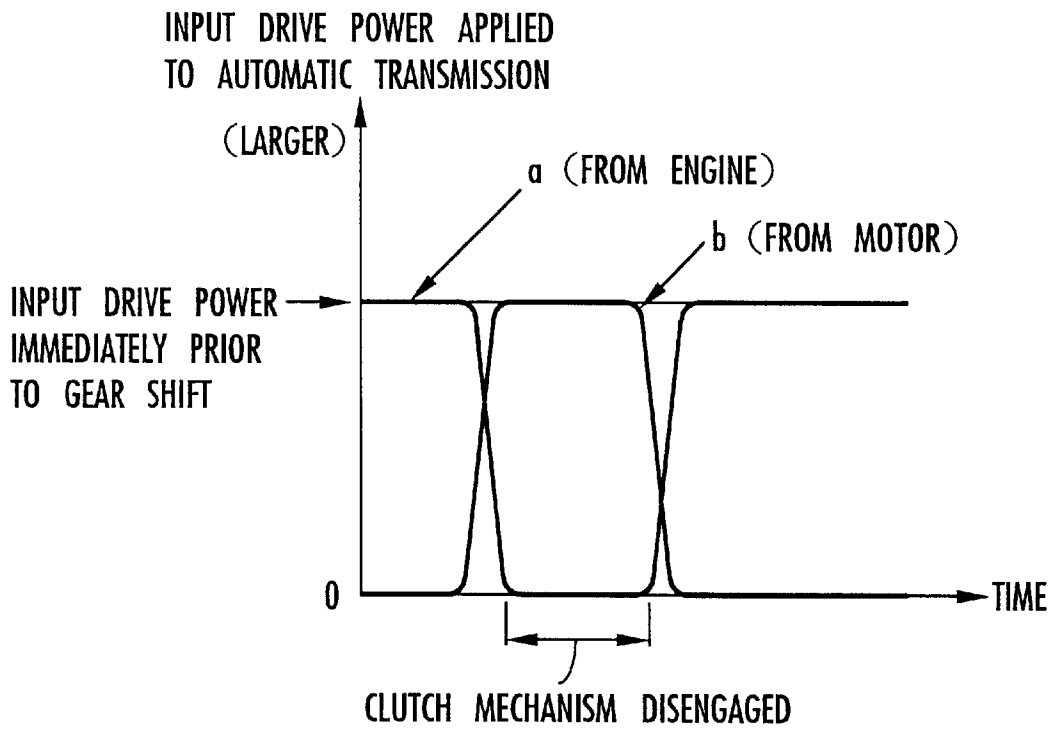 INPUT DRIVE POWER APPLIED
TO AUTOMATIC TRANSMISSION
(LARGER)
a (FROM ENGINE)
b (FROM MOTOR)
INPUT DRIVE POWER
IMMEDIATELY PRIOR
TO GEAR SHIFT
0
TIME
CLUTCH MECHANISM DISENGAGED